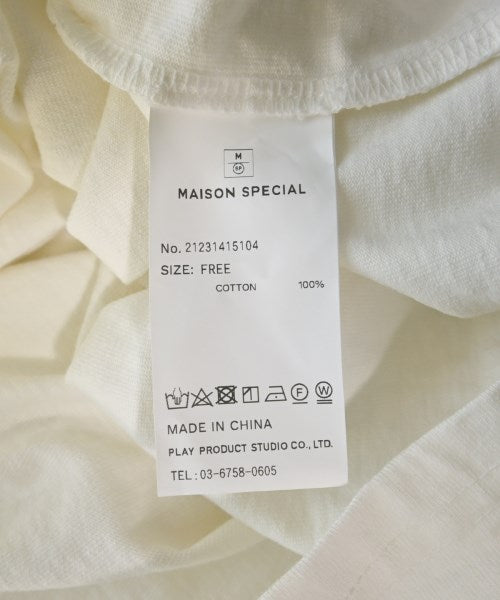 M
SP
MAISON SPECIAL
No. 21231415104
SIZE: FREE
COTTON 100%
F W
MADE IN CHINA
PLAY PRODUCT STUDIO CO., LTD.
TEL: 03-6758-0605